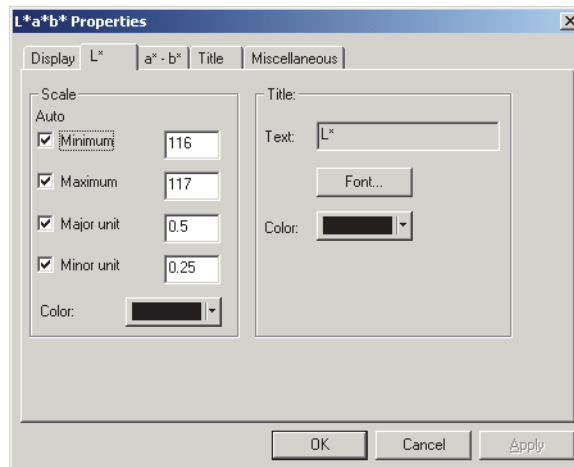 L*a*b* Properties
Display L* a* - b* Title Miscellaneous
Scale
Auto
Minimum 116
Maximum 117
Major unit 0.5
Minor unit 0.25
Color:
Title:
Text: L*
Font...
Color:
OK Cancel Apply